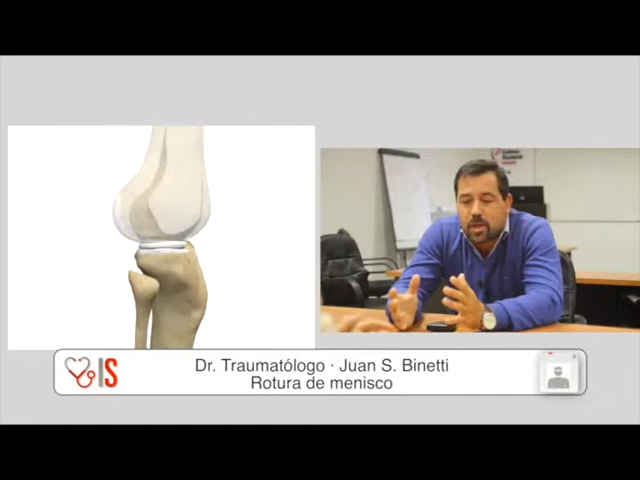 IS
Dr. Traumatólogo · Juan S. Binetti
Rotura de menisco